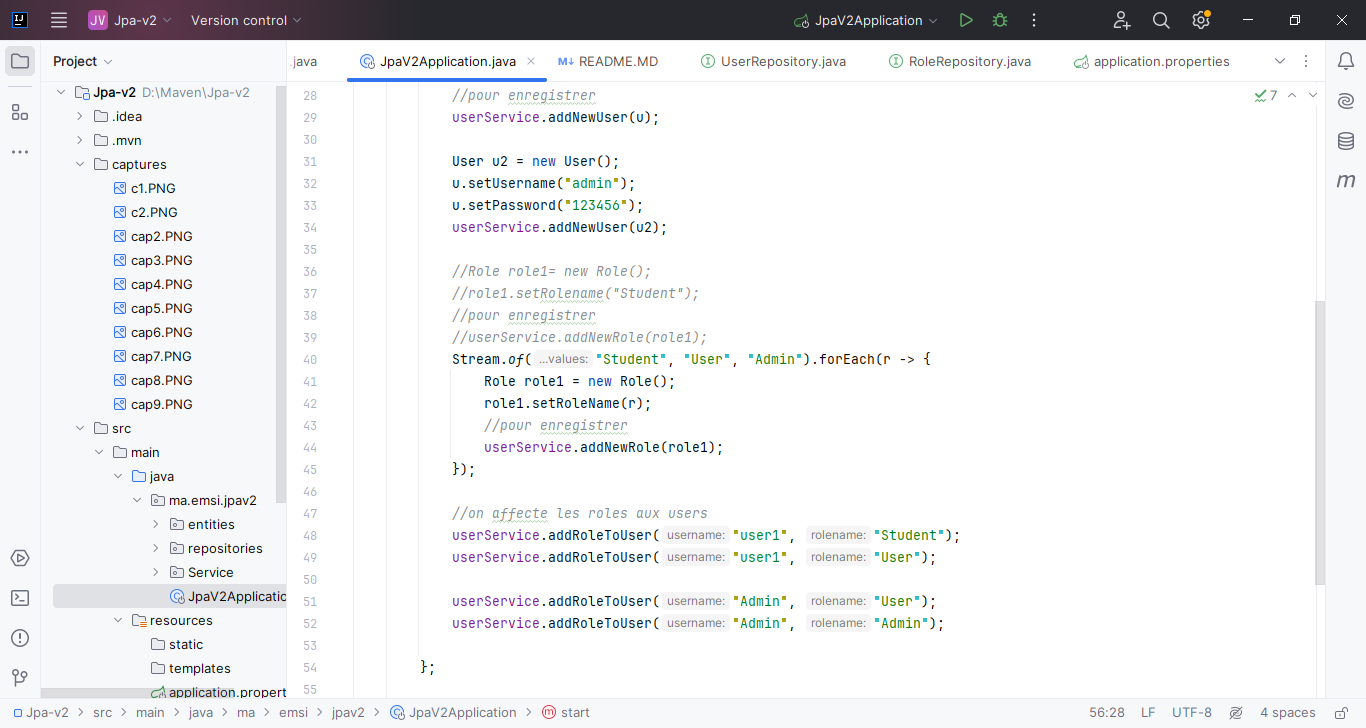 JV Jpa-v2 Version control JpaV2Application
Project
.java JpaV2Application.java README.MD UserRepository.java RoleRepository.java application.properties
Jpa-v2 D:\Maven\Jpa-v2
.idea
.mvn
captures
c1.PNG
c2.PNG
cap2.PNG
cap3.PNG
cap4.PNG
cap5.PNG
cap6.PNG
cap7.PNG
cap8.PNG
cap9.PNG
src
main
java
ma.emsi.jpav2
entities
repositories
Service
JpaV2Applicatio
resources
static
templates
application.propert
7
28 //pour enregistrer
29 userService.addNewUser(u);
30
31 User u2 = new User();
32 u.setUsername("admin");
33 u.setPassword("123456");
34 userService.addNewUser(u2);
35
36 //Role role1= new Role();
37 //role1.setRolename("Student");
38 //pour enregistrer
39 //userService.addNewRole(role1);
40 Stream.of( ...values: "Student", "User", "Admin").forEach(r -> {
41 Role role1 = new Role();
42 role1.setRoleName(r);
43 //pour enregistrer
44 userService.addNewRole(role1);
45 });
46
47 //on affecte les roles aux users
48 userService.addRoleToUser( username: "user1", rolename: "Student");
49 userService.addRoleToUser( username: "user1", rolename: "User");
50
51 userService.addRoleToUser( username: "Admin", rolename: "User");
52 userService.addRoleToUser( username: "Admin", rolename: "Admin");
53
54 };
55
Jpa-v2 > src > main > java > ma > emsi > jpav2 > JpaV2Application > start 56:28 LF UTF-8 4 spaces